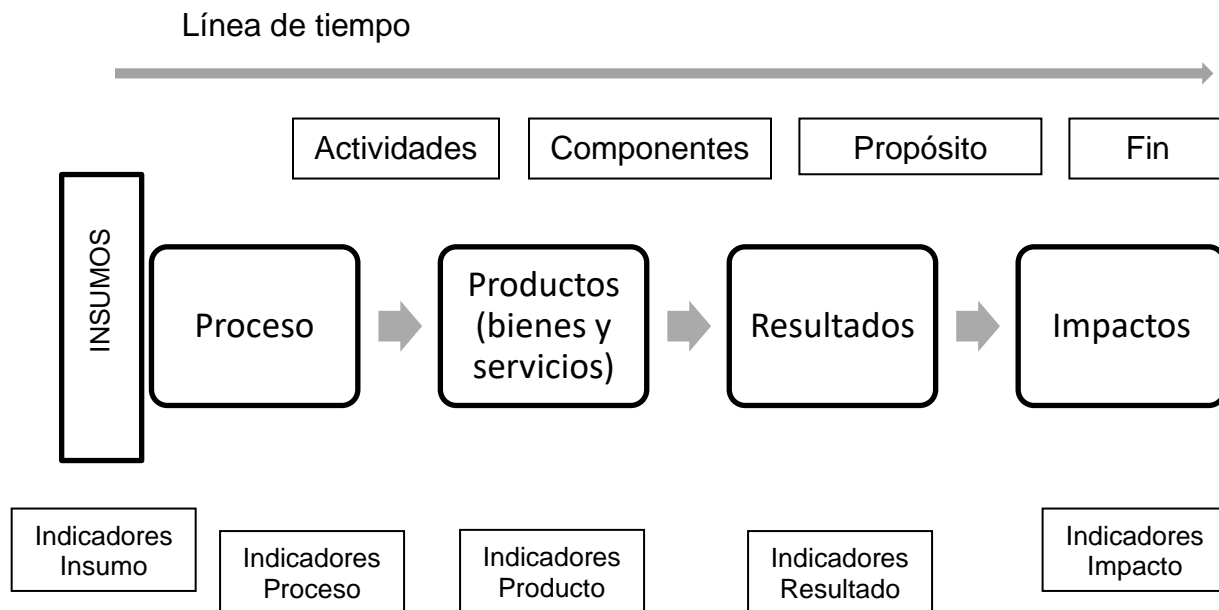 Línea de tiempo
Actividades
Componentes
Propósito
Fin
INSUMOS
Proceso
Productos
(bienes y
servicios)
Resultados
Impactos
Indicadores
Insumo
Indicadores
Proceso
Indicadores
Producto
Indicadores
Resultado
Indicadores
Impacto